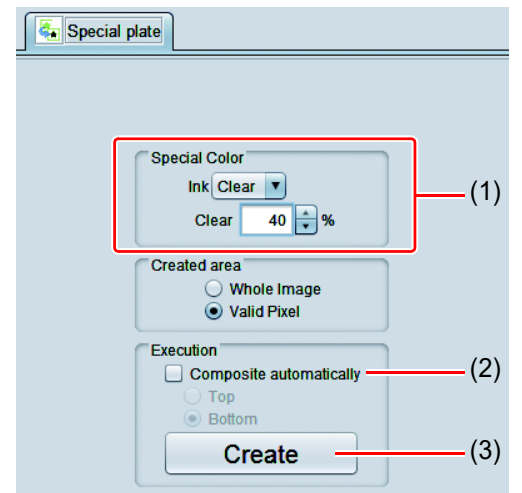 Special plate
Special Color
Ink Clear
(1)
Clear 40 %
Created area
Whole Image
Valid Pixel
Execution
Composite automatically
(2)
Top
Bottom
Create
(3)